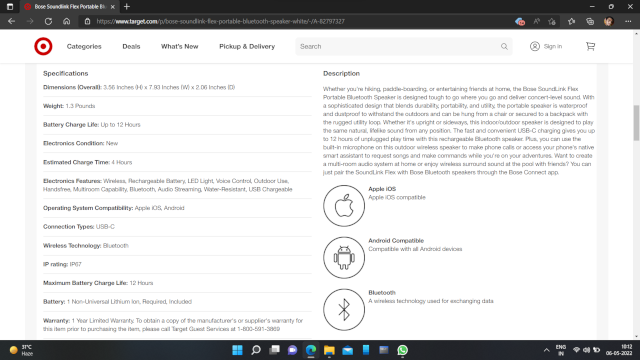 Bose Soundlink Flex Portable Bl
https://www.target.com/p/bose-soundlink-flex-portable-bluetooth-speaker-white/-/A-82797327
Categories Deals What's New Pickup & Delivery Search Sign in
Specifications
Dimensions (Overall): 3.56 Inches (H) x 7.93 Inches (W) x 2.06 Inches (D)
Weight: 1.3 Pounds
Battery Charge Life: Up to 12 Hours
Electronics Condition: New
Estimated Charge Time: 4 Hours
Electronics Features: Wireless, Rechargeable Battery, LED Light, Voice Control, Outdoor Use,
Handsfree, Multiroom Capability, Bluetooth, Audio Streaming, Water-Resistant, USB Chargeable
Operating System Compatibility: Apple iOS, Android
Connection Types: USB-C
Wireless Technology: Bluetooth
IP rating: IP67
Maximum Battery Charge Life: 12 Hours
Battery: 1 Non-Universal Lithium Ion, Required, Included
Warranty: 1 Year Limited Warranty. To obtain a copy of the manufacturer's or supplier's warranty for
this item prior to purchasing the item, please call Target Guest Services at 1-800-591-3869
Description
Whether you're hiking, paddle-boarding, or entertaining friends at home, the Bose SoundLink Flex
Portable Bluetooth Speaker is designed tough to go where you go and deliver concert-level sound. With
a sophisticated design that blends durability, portability, and utility, the portable speaker is waterproof
and dustproof to withstand the outdoors and can be hung from a chair or secured to a backpack with
the rugged utility loop. Whether it's upright or sideways, this indoor/outdoor speaker is designed to play
the same natural, lifelike sound from any position. The fast and convenient USB-C charging gives you up
to 12 hours of unplugged play time with this rechargeable Bluetooth speaker. Plus, you can use the
built-in microphone on this outdoor wireless speaker to make phone calls or access your phone's native
smart assistant to request songs and make commands while you're on your adventures. Want to create
a multi-room audio system at home or enjoy wireless surround sound at the pool with friends? You can
just pair the SoundLink Flex with Bose Bluetooth speakers through the Bose Connect app.
Apple iOS
Apple iOS compatible
Android Compatible
Compatible with all Android devices
Bluetooth
A wireless technology used for exchanging data
31°C
Haze
ENG
IN
10:12
06-05-2022